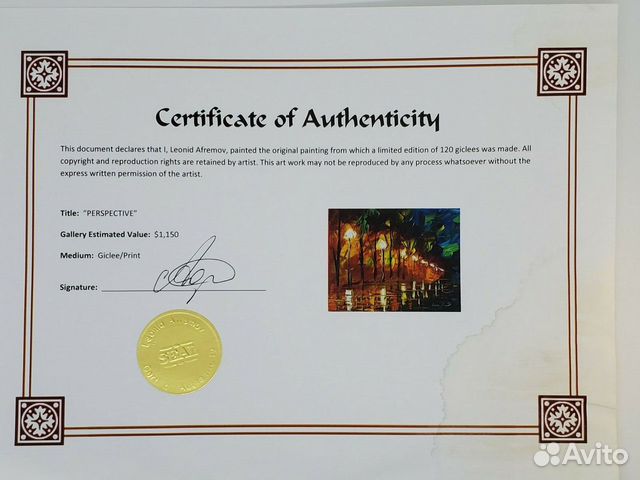 Certificate of Authenticity
This document declares that I, Leonid Afremov, painted the original painting from which a limited edition of 120 giclees was made. All
copyright and reproduction rights are retained by artist. This art work may not be reproduced by any process whatsoever without the
express written permission of the artist.
Title: "PERSPECTIVE"
Gallery Estimated Value: $1,150
Medium: Giclee/Print
Signature:
Leonid Afremov
SEAL
Avito